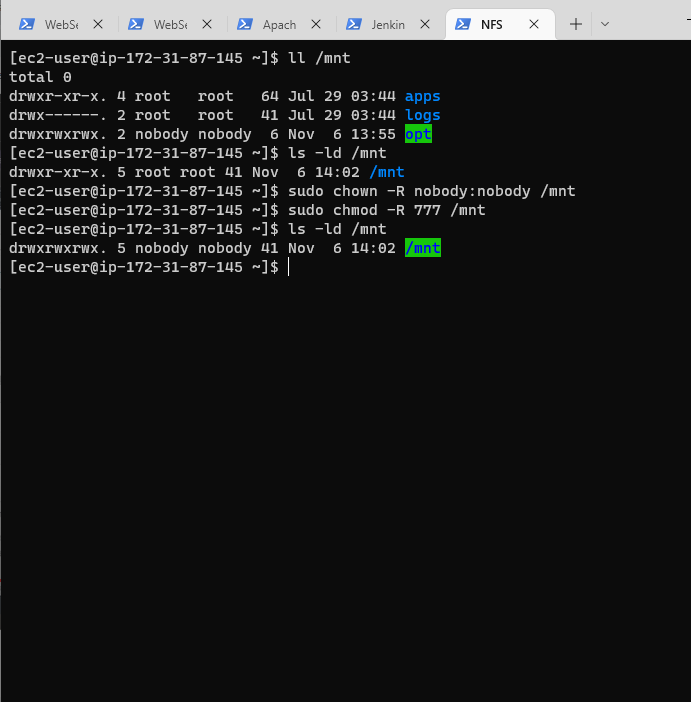 WebSe
WebSe
Apach
Jenkin
NFS
[ec2-user@ip-172-31-87-145 ~]$ ll /mnt
total 0
drwxr-xr-x. 4 root   root   64 Jul 29 03:44 apps
drwx------. 2 root   root   41 Jul 29 03:44 logs
drwxrwxrwx. 2 nobody nobody  6 Nov  6 13:55 opt
[ec2-user@ip-172-31-87-145 ~]$ ls -ld /mnt
drwxr-xr-x. 5 root root 41 Nov  6 14:02 /mnt
[ec2-user@ip-172-31-87-145 ~]$ sudo chown -R nobody:nobody /mnt
[ec2-user@ip-172-31-87-145 ~]$ sudo chmod -R 777 /mnt
[ec2-user@ip-172-31-87-145 ~]$ ls -ld /mnt
drwxrwxrwx. 5 nobody nobody 41 Nov  6 14:02 /mnt
[ec2-user@ip-172-31-87-145 ~]$